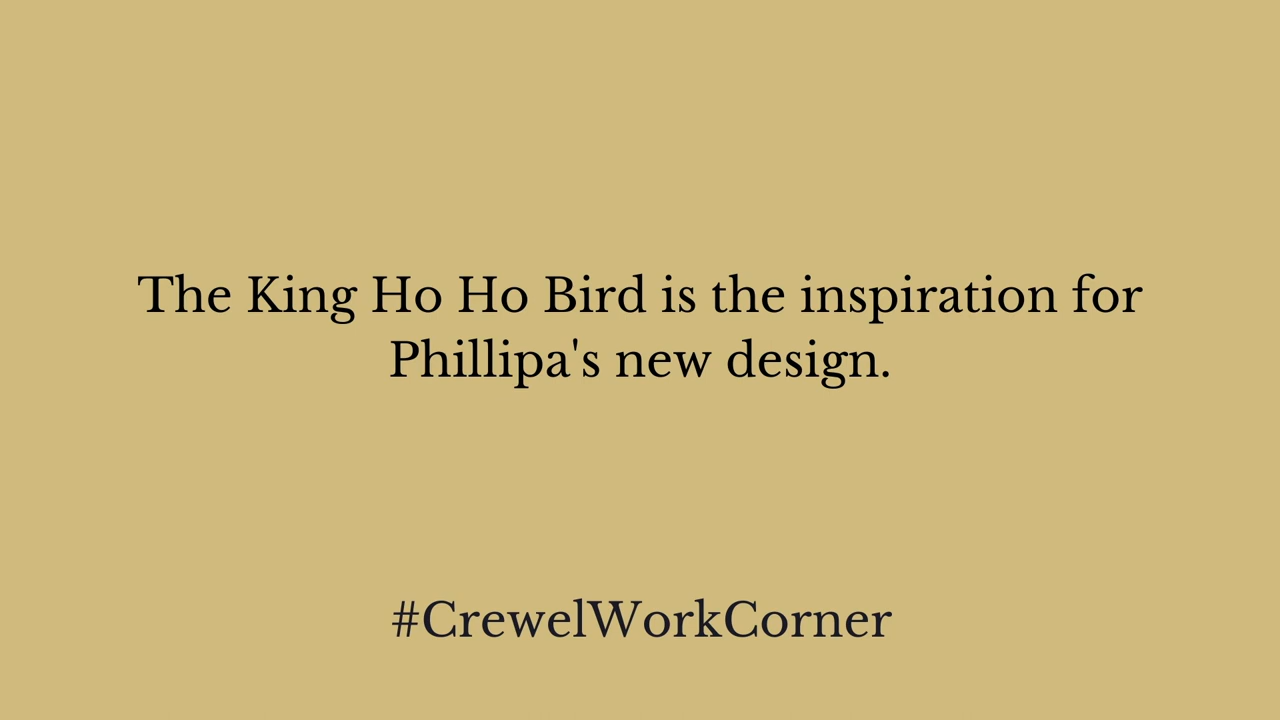 The King Ho Ho Bird is the inspiration for
Phillipa's new design.
#CrewelWorkCorner